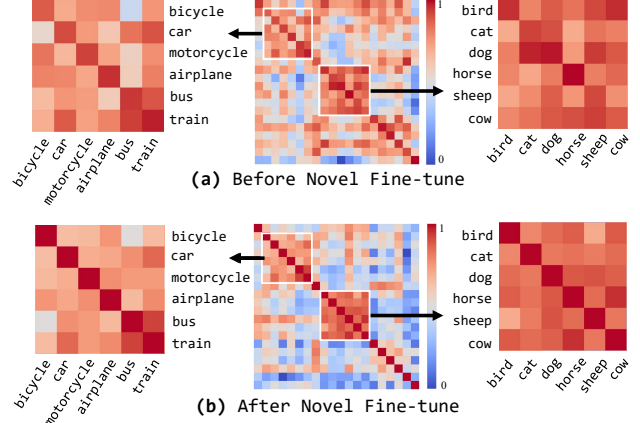 bicycle
car
motorcycle
airplane
bus
train
bicycle
car
motorcycle
airplane
bus
train
1
0
bird
cat
dog
horse
sheep
cow
bird
cat
dog
horse
sheep
cow
(a) Before Novel Fine-tune
bicycle
car
motorcycle
airplane
bus
train
bicycle
car
motorcycle
airplane
bus
train
1
0
bird
cat
dog
horse
sheep
cow
bird
cat
dog
horse
sheep
cow
(b) After Novel Fine-tune